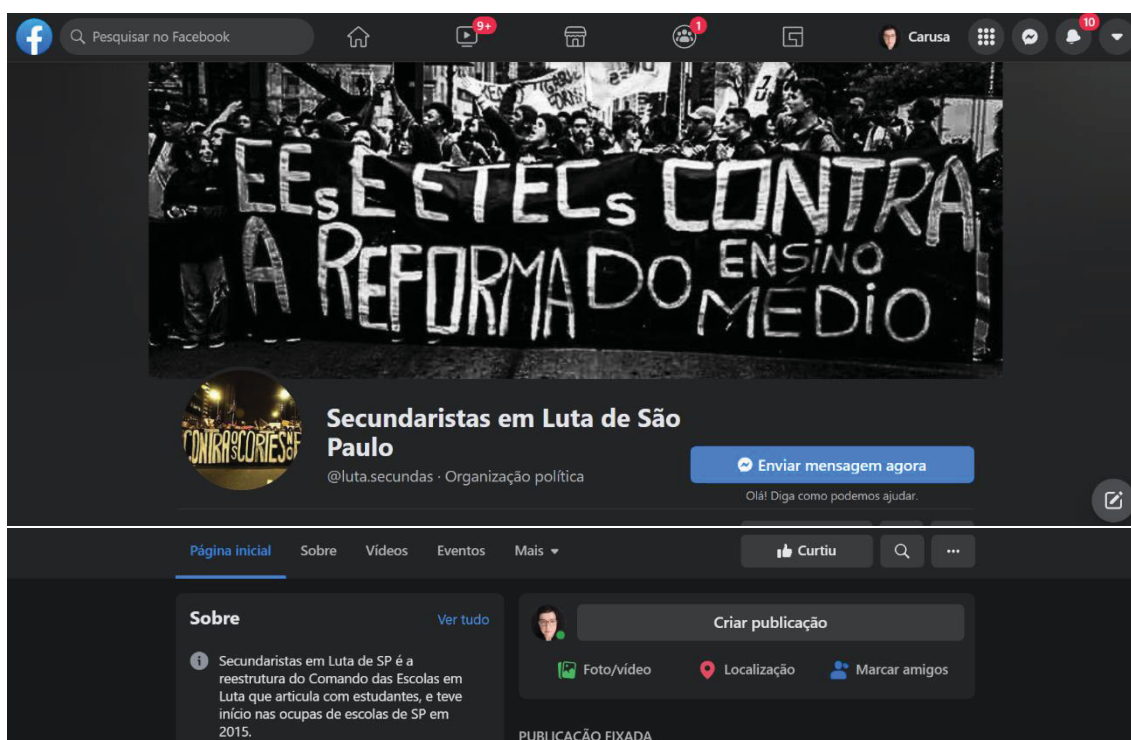 Pesquisar no Facebook
9+
1
Carusa
10
EEs E ETECs CONTRA
A REFORMA DO ENSINO
MÉDIO
CONTRA OS CORTES
Secundaristas em Luta de São
Paulo
@luta.secundas · Organização política
Enviar mensagem agora
Olá! Diga como podemos ajudar.
Página inicial
Sobre
Vídeos
Eventos
Mais
Curtiu
Sobre
Ver tudo
Secundaristas em Luta de SP é a
reestrutura do Comando das Escolas em
Luta que articula com estudantes, e teve
início nas ocupas de escolas de SP em
2015.
Criar publicação
Foto/vídeo
Localização
Marcar amigos
PUBLICAÇÃO FIXADA